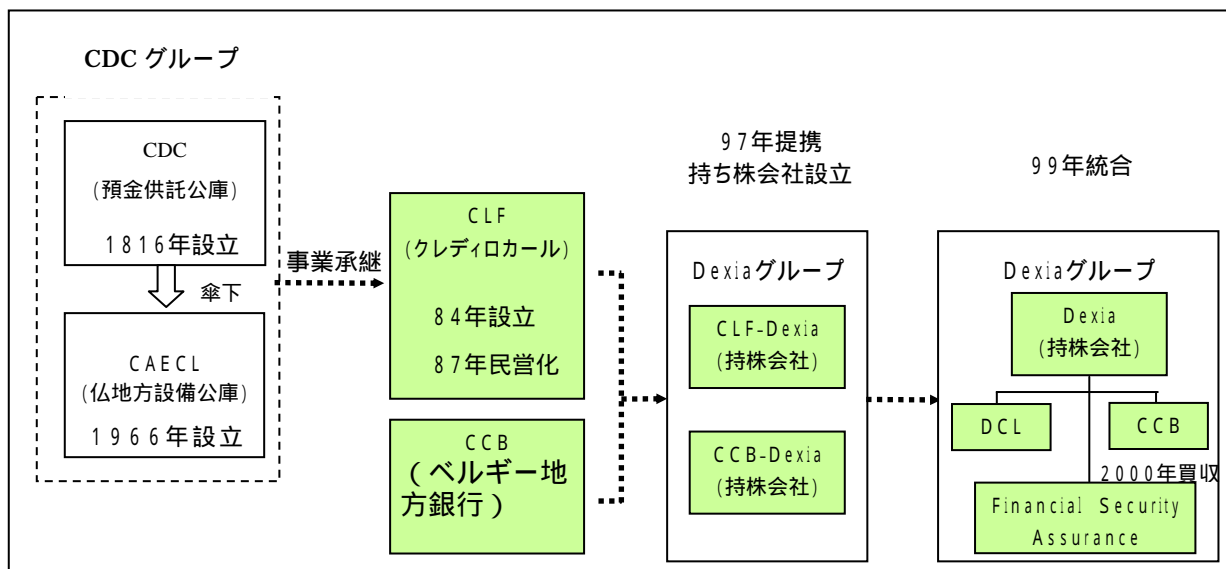 CDC グループ
CDC
(預金供託公庫)
1816年設立
傘下
CAECL
(仏地方設備公庫)
1966年設立
事業承継
CLF
(クレディロカール)
84年設立
87年民営化
CCB
(ベルギー地
方銀行)
97年提携
持ち株会社設立
Dexiaグループ
CLF-Dexia
(持株会社)
CCB-Dexia
(持株会社)
99年統合
Dexiaグループ
Dexia
(持株会社)
DCL
CCB
2000年買収
Financial Security
Assurance